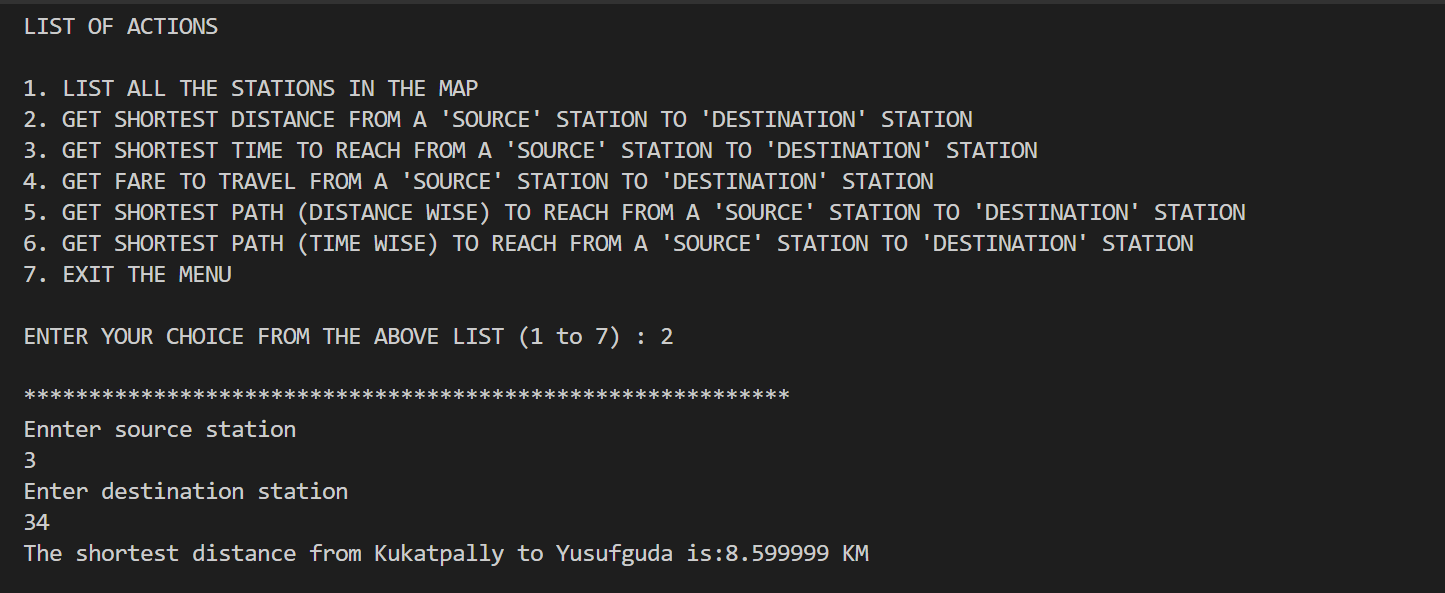 LIST OF ACTIONS
1. LIST ALL THE STATIONS IN THE MAP
2. GET SHORTEST DISTANCE FROM A 'SOURCE' STATION TO 'DESTINATION' STATION
3. GET SHORTEST TIME TO REACH FROM A 'SOURCE' STATION TO 'DESTINATION' STATION
4. GET FARE TO TRAVEL FROM A 'SOURCE' STATION TO 'DESTINATION' STATION
5. GET SHORTEST PATH (DISTANCE WISE) TO REACH FROM A 'SOURCE' STATION TO 'DESTINATION' STATION
6. GET SHORTEST PATH (TIME WISE) TO REACH FROM A 'SOURCE' STATION TO 'DESTINATION' STATION
7. EXIT THE MENU
ENTER YOUR CHOICE FROM THE ABOVE LIST (1 to 7) : 2
***********************************************************
Ennter source station
3
Enter destination station
34
The shortest distance from Kukatpally to Yusufguda is:8.599999 KM